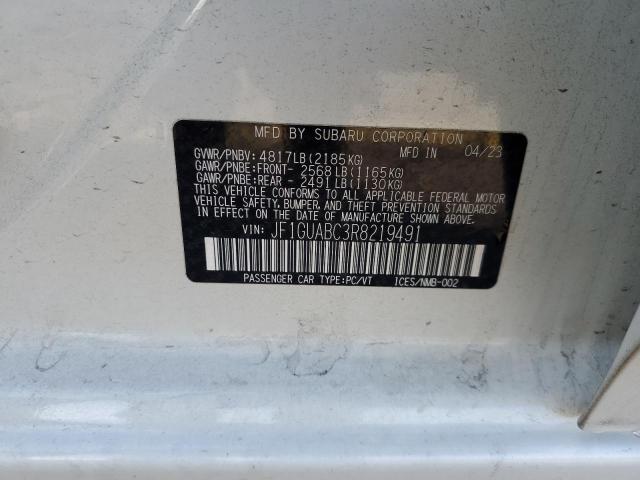 MFD BY SUBARU CORPORATION
GVWR/PNBV: 4817LB(2185KG) MFD IN 04/23
GAWR/PNBE:FRONT- 2568LB(1165KG)
GAWR/PNBE:REAR - 2491LB(1130KG)
THIS VEHICLE CONFORMS TO ALL APPLICABLE FEDERAL MOTOR
VEHICLE SAFETY, BUMPER, AND THEFT PREVENTION STANDARDS
IN EFFECT ON THE DATE OF MANUFACTURE SHOWN ABOVE.
VIN: JF1GUABC3R8219491
PASSENGER CAR TYPE:PC/VT ICES/NMB-002